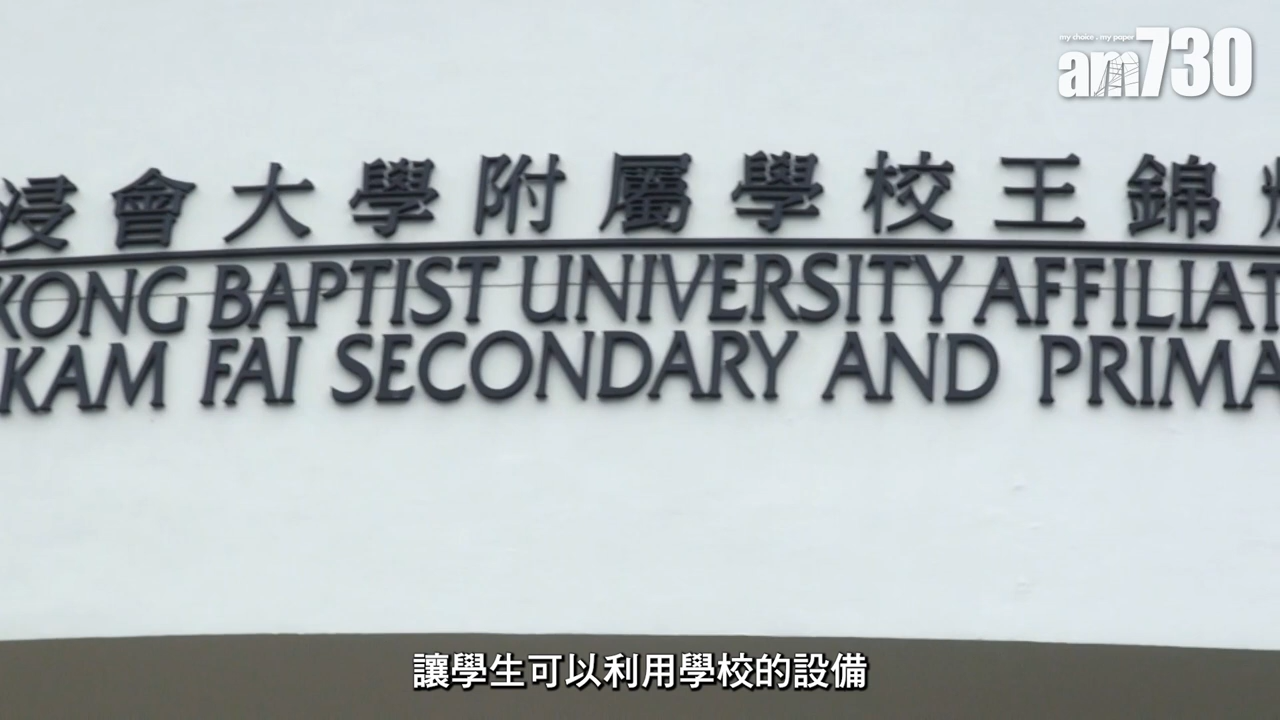 my choice . my paper
am730
浸會大學附屬學校王錦
KONG BAPTIST UNIVERSITY AFFILIAT
KAM FAI SECONDARY AND PRIMA
讓學生可以利用學校的設備